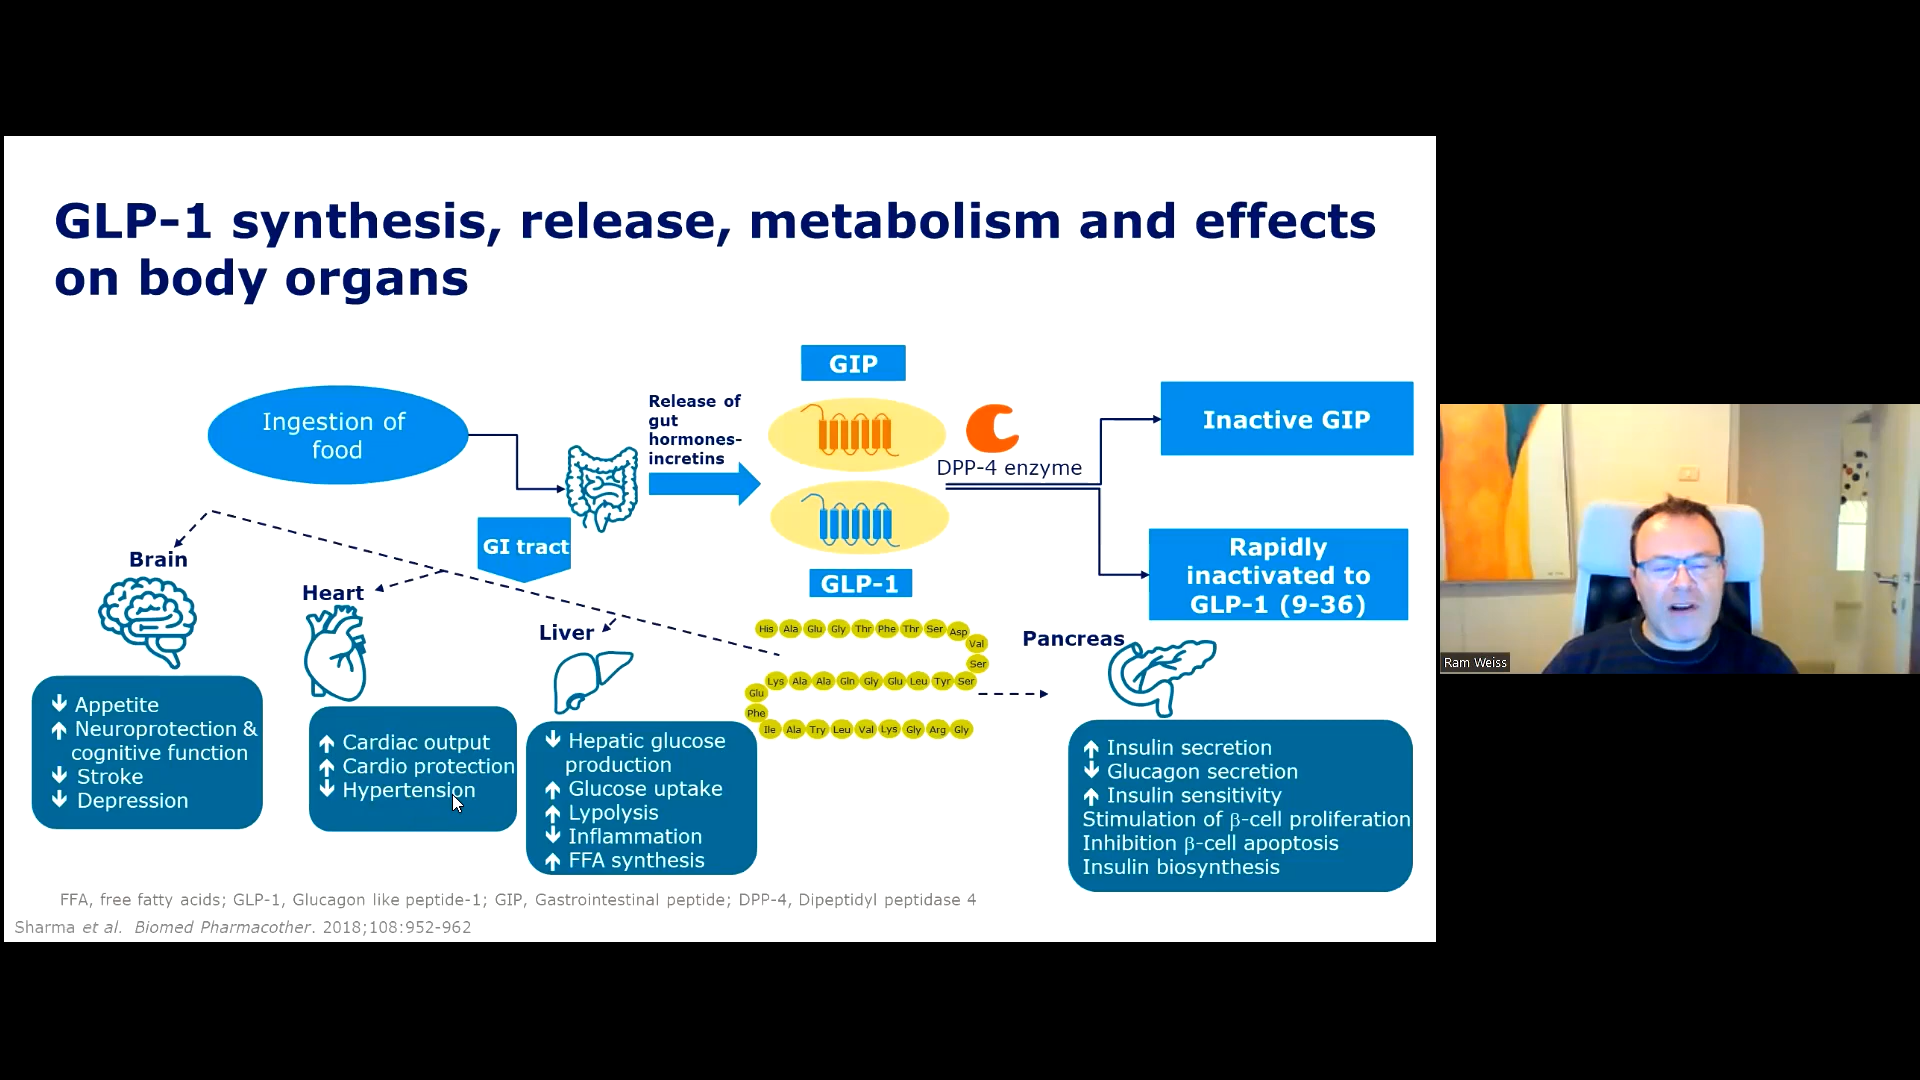 GLP-1 synthesis, release, metabolism and effects
on body organs
Ingestion of
food
GI tract
Release of
gut
hormones-
incretins
GIP
GLP-1
DPP-4 enzyme
Inactive GIP
Rapidly
inactivated to
GLP-1 (9-36)
Brain
↓ Appetite
↑ Neuroprotection &
cognitive function
↓ Stroke
↓ Depression
Heart
↑ Cardiac output
↑ Cardio protection
↓ Hypertension
Liver
↓ Hepatic glucose
production
↑ Glucose uptake
↑ Lypolysis
↓ Inflammation
↑ FFA synthesis
His Ala Glu Gly Thr Phe Thr Ser Asp
Val
Ser
Lys Ala Ala Gln Gly Glu Leu Tyr Ser
Glu
Phe
Ile Ala Try Leu Val Lys Gly Arg Gly
Pancreas
↑ Insulin secretion
↓ Glucagon secretion
↑ Insulin sensitivity
Stimulation of β-cell proliferation
Inhibition β-cell apoptosis
Insulin biosynthesis
FFA, free fatty acids; GLP-1, Glucagon like peptide-1; GIP, Gastrointestinal peptide; DPP-4, Dipeptidyl peptidase 4
Sharma et al. Biomed Pharmacother. 2018;108:952-962
Ram Weiss